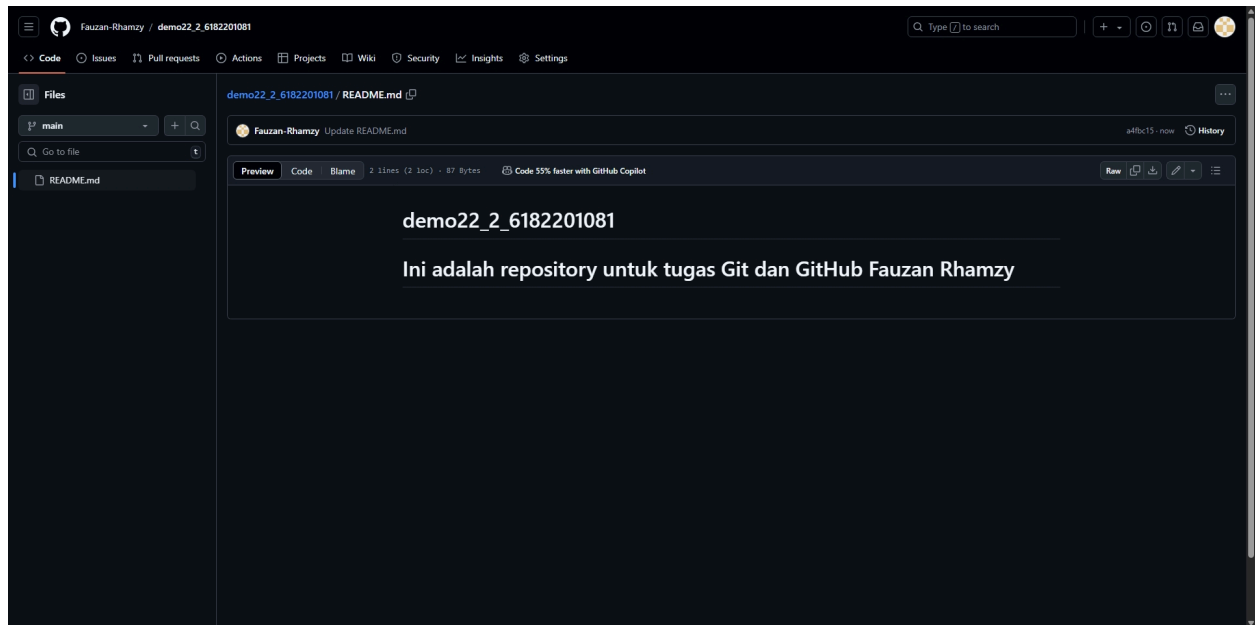 Fauzan-Rhamzy / demo22_2_6182201081
Type / to search
Code Issues Pull requests Actions Projects Wiki Security Insights Settings
Files
main
Go to file t
README.md
demo22_2_6182201081 / README.md
...
Fauzan-Rhamzy Update README.md
a4fbc15 · now History
Preview Code Blame 2 lines (2 loc) · 87 Bytes Code 55% faster with GitHub Copilot
Raw
demo22_2_6182201081
Ini adalah repository untuk tugas Git dan GitHub Fauzan Rhamzy